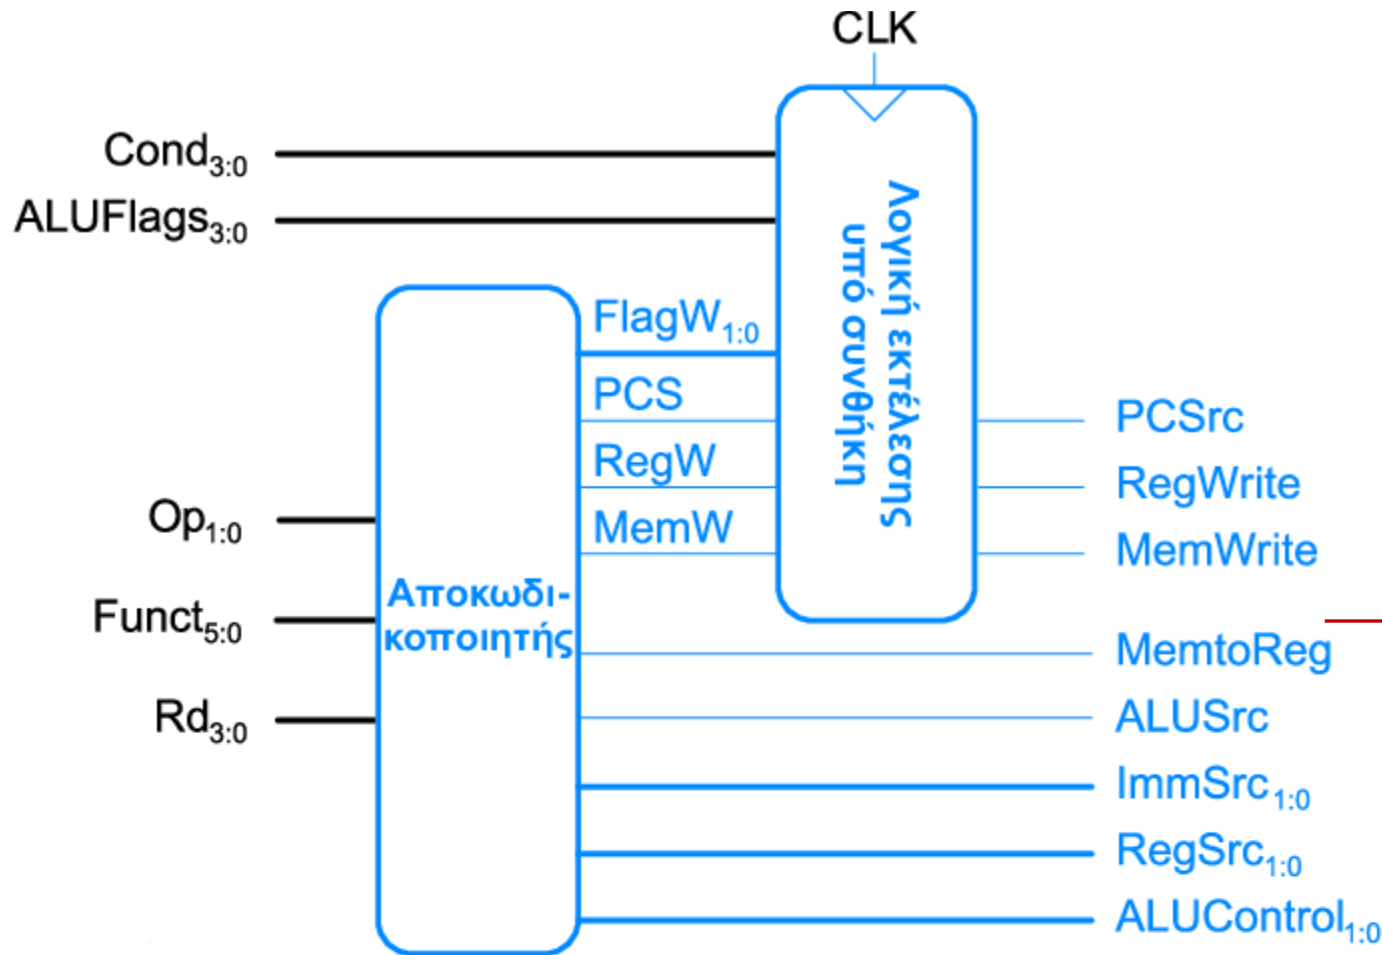 CLK
Cond3:0
ALUFlags3:0
Λογική εκτέλεσης
υπό συνθήκη
FlagW1:0
PCS
PCSrc
RegW
RegWrite
MemW
MemWrite
Op1:0
Αποκωδι-
κοποιητής
Funct5:0
MemtoReg
Rd3:0
ALUSrc
ImmSrc1:0
RegSrc1:0
ALUControl1:0